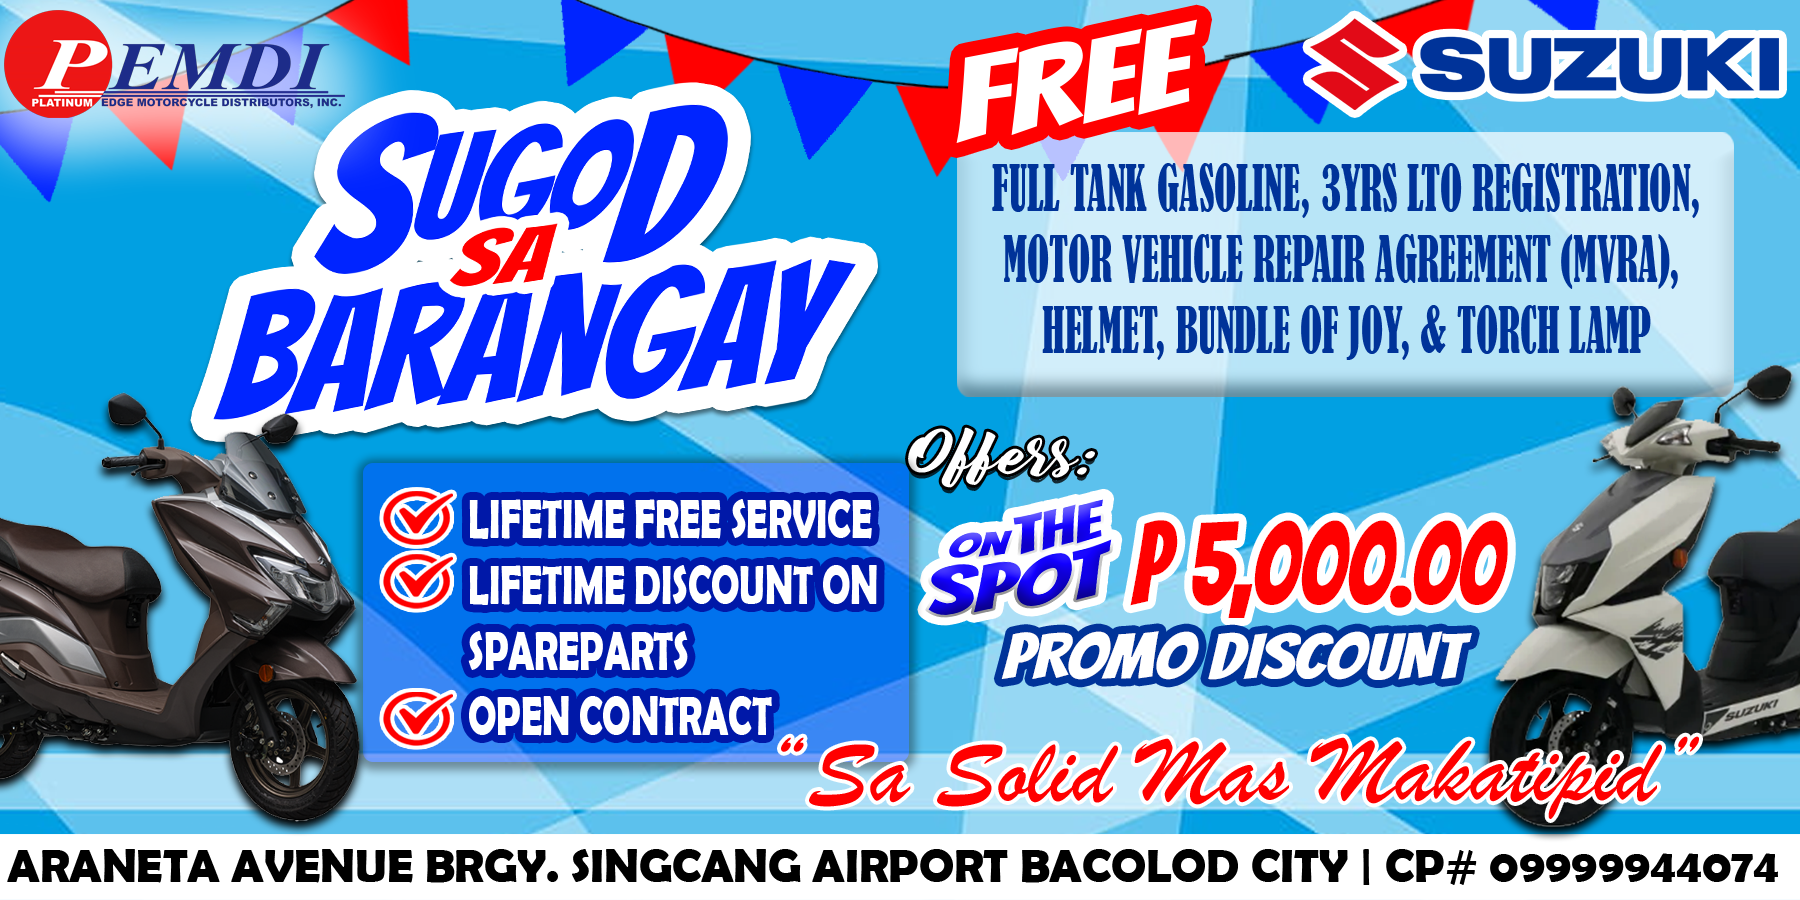 PEMDI
PLATINUM EDGE MOTORCYCLE DISTRIBUTORS, INC.
SUGOD
SA
BARANGAY
FREE
SUZUKI
FULL TANK GASOLINE, 3YRS LTO REGISTRATION,
MOTOR VEHICLE REPAIR AGREEMENT (MVRA),
HELMET, BUNDLE OF JOY, & TORCH LAMP
LIFETIME FREE SERVICE
LIFETIME DISCOUNT ON
SPAREPARTS
OPEN CONTRACT
Offers:
ON THE
SPOT
P 5,000.00
PROMO DISCOUNT
SUZUKI
“Sa Solid Mas Makatipid”
ARANETA AVENUE BRGY. SINGCANG AIRPORT BACOLOD CITY | CP# 09999944074